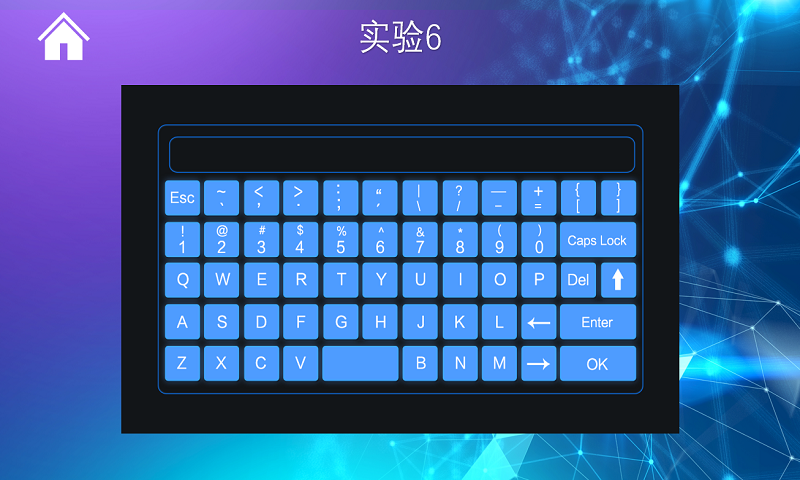 实验6
Esc ~ ` < , > . : ; “ ′ | \ ? / — – + = { [ } ]
! 1 @ 2 # 3 $ 4 % 5 ^ 6 & 7 * 8 ( 9 ) 0 Caps Lock
Q W E R T Y U I O P Del ↑
A S D F G H J K L ← Enter
Z X C V B N M → OK